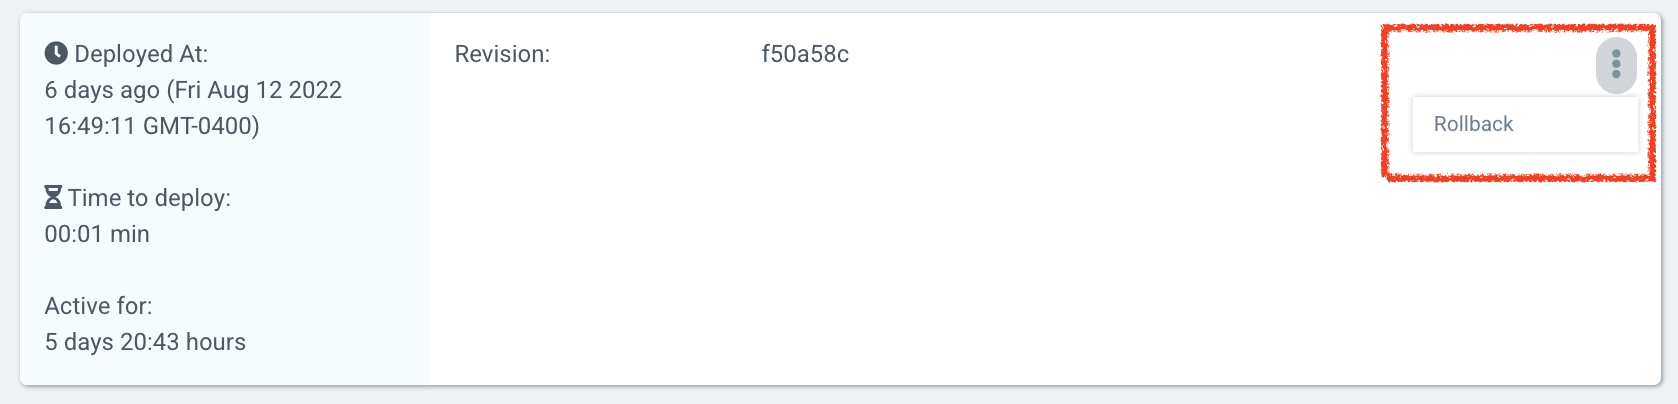 Deployed At:
6 days ago (Fri Aug 12 2022
16:49:11 GMT-0400)
Time to deploy:
00:01 min
Active for:
5 days 20:43 hours
Revision: f50a58c
Rollback